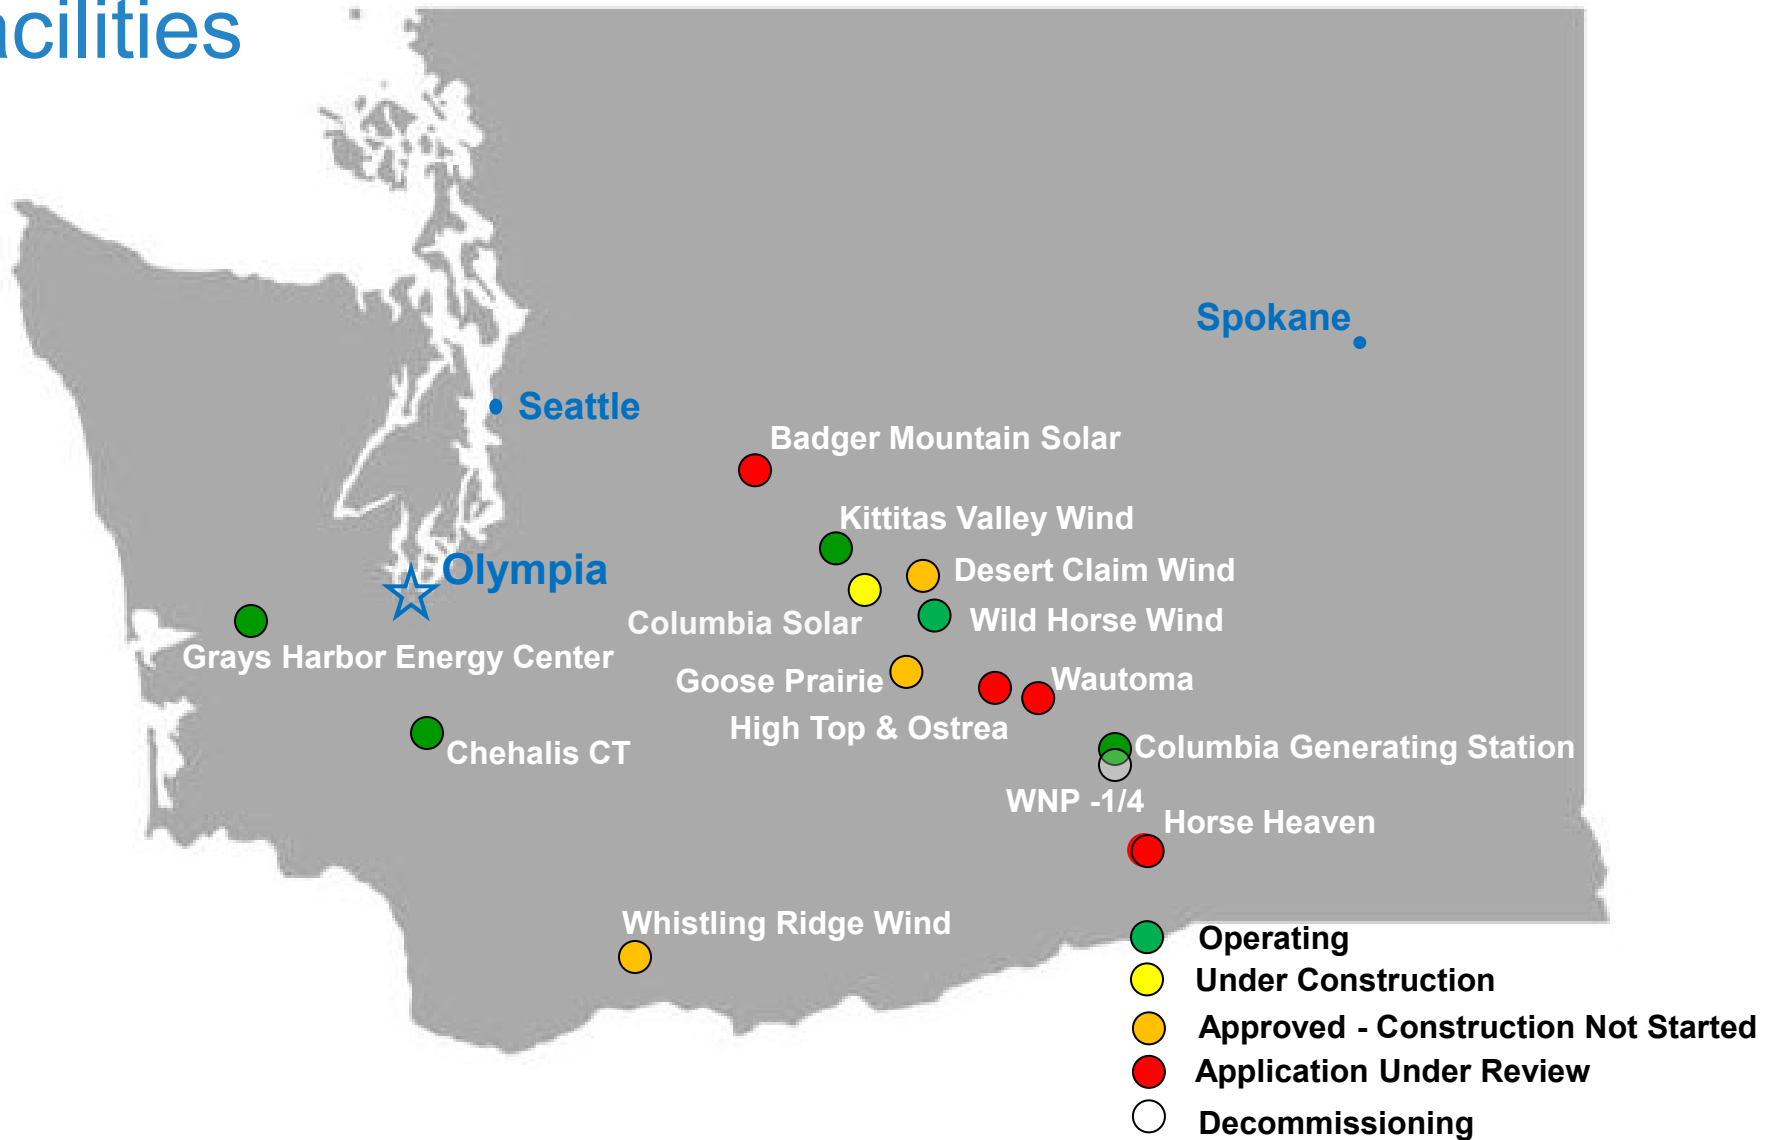 acilities
Spokane
Seattle
Badger Mountain Solar
Kittitas Valley Wind
Olympia
Desert Claim Wind
Columbia Solar
Wild Horse Wind
Grays Harbor Energy Center
Goose Prairie
Wautoma
High Top & Ostrea
Chehalis CT
Columbia Generating Station
WNP -1/4
Horse Heaven
Whistling Ridge Wind
Operating
Under Construction
Approved - Construction Not Started
Application Under Review
Decommissioning